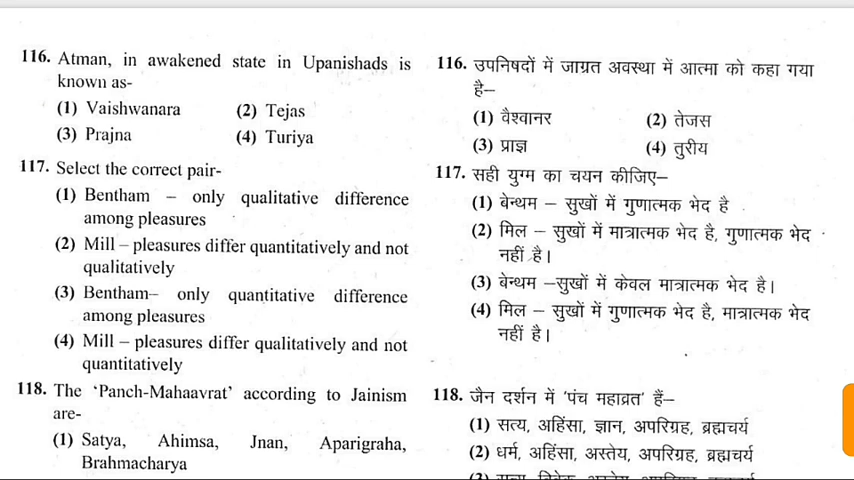 116. Atman, in awakened state in Upanishads is
known as-
(1) Vaishwanara (2) Tejas
(3) Prajna (4) Turiya
117. Select the correct pair-
(1) Bentham – only qualitative difference
among pleasures
(2) Mill – pleasures differ quantitatively and not
qualitatively
(3) Bentham– only quantitative difference
among pleasures
(4) Mill – pleasures differ qualitatively and not
quantitatively
118. The ‘Panch-Mahaavrat’ according to Jainism
are-
(1) Satya, Ahimsa, Jnan, Aparigraha,
Brahmacharya
116. उपनिषदों में जाग्रत अवस्था में आत्मा को कहा गया
है–
(1) वैश्वानर (2) तेजस
(3) प्राज्ञ (4) तुरीय
117. सही युग्म का चयन कीजिए–
(1) बेन्थम – सुखों में गुणात्मक भेद है
(2) मिल – सुखों में मात्रात्मक भेद है, गुणात्मक भेद
नहीं है।
(3) बेन्थम –सुखों में केवल मात्रात्मक भेद है।
(4) मिल – सुखों में गुणात्मक भेद है, मात्रात्मक भेद
नहीं है।
118. जैन दर्शन में ‘पंच महाव्रत’ हैं–
(1) सत्य, अहिंसा, ज्ञान, अपरिग्रह, ब्रह्मचर्य
(2) धर्म, अहिंसा, अस्तेय, अपरिग्रह, ब्रह्मचर्य